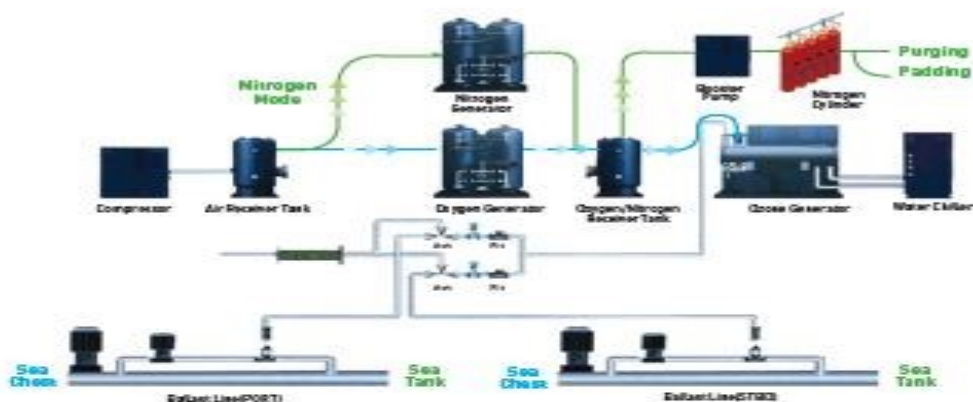 Purging
Padding
Nitrogen
Mode
Nitrogen
Generator
Booster
Pump
Nitrogen
Cylinder
Compressor
Air Receiver Tank
Oxygen Generator
Oxygen/Nitrogen
Receiver Tank
Ozone Generator
Water Chiller
Sea
Chest
Sea
Tank
Ballast Line(PORT)
Sea
Chest
Sea
Tank
Ballast Line(STBD)